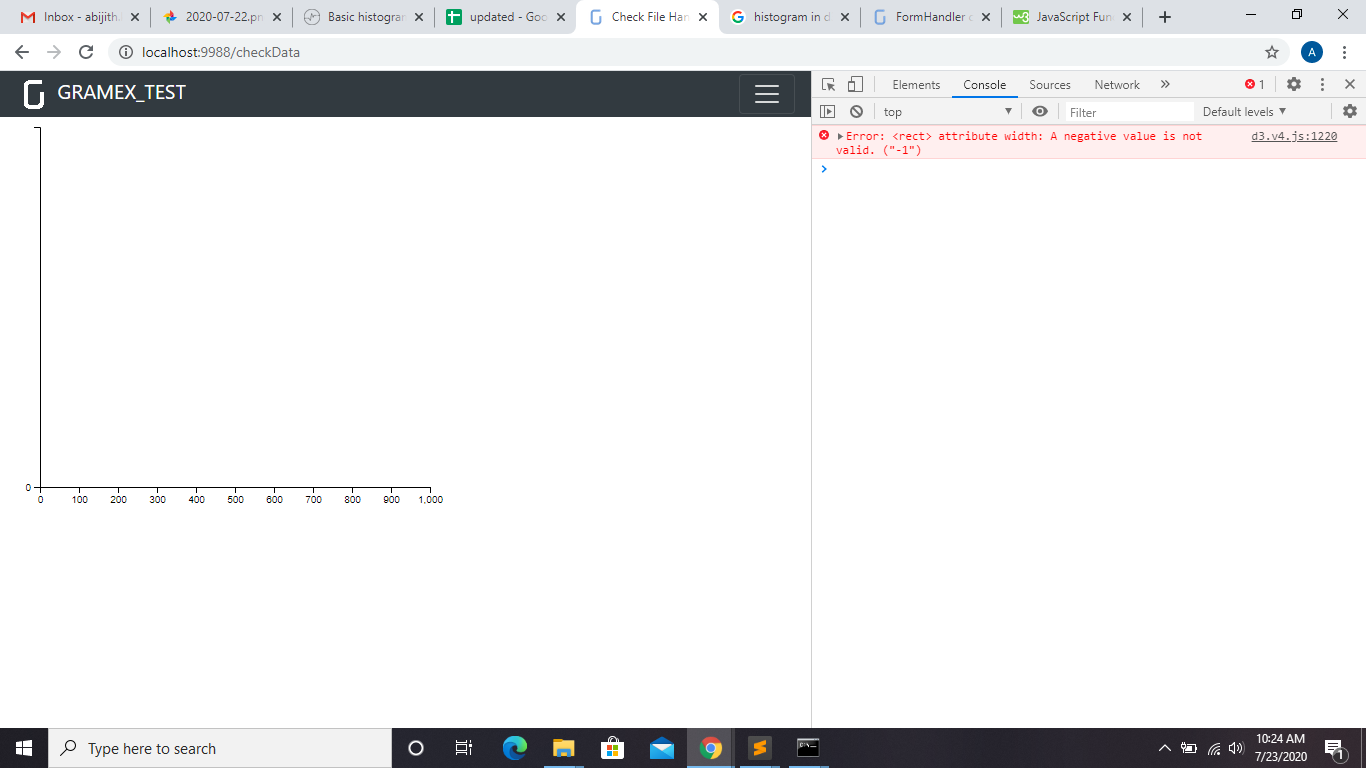 Inbox - abijith. 2020-07-22.pn Basic histogran updated - Goo Check File Han histogram in d FormHandler c w3 JavaScript Fun
localhost:9988/checkData A
GRAMEX_TEST
Elements Console Sources Network » 1
top Filter Default levels
Error: <rect> attribute width: A negative value is not d3.v4.js:1220
valid. ("-1")
0
0 100 200 300 400 500 600 700 800 900 1,000
Type here to search
10:24 AM
7/23/2020
1